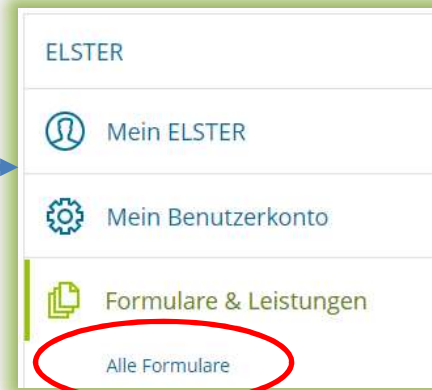 ELSTER
Mein ELSTER
Mein Benutzerkonto
Formulare & Leistungen
Alle Formulare